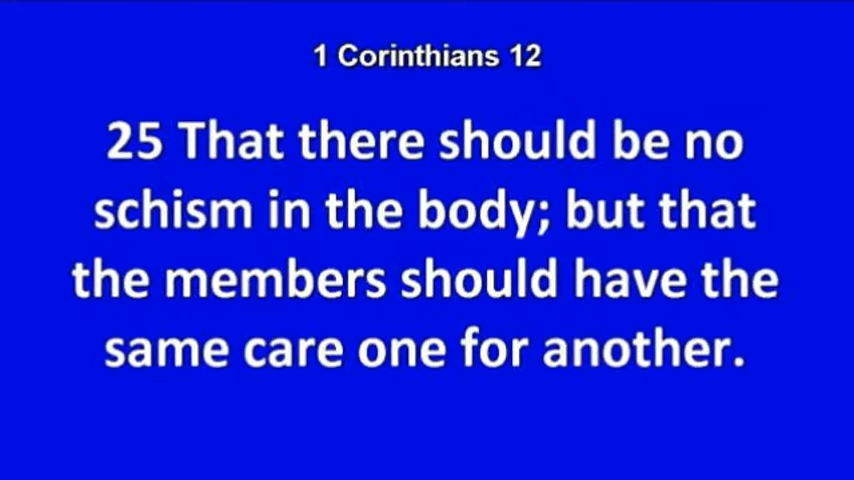 1 Corinthians 12
25 That there should be no
schism in the body; but that
the members should have the
same care one for another.